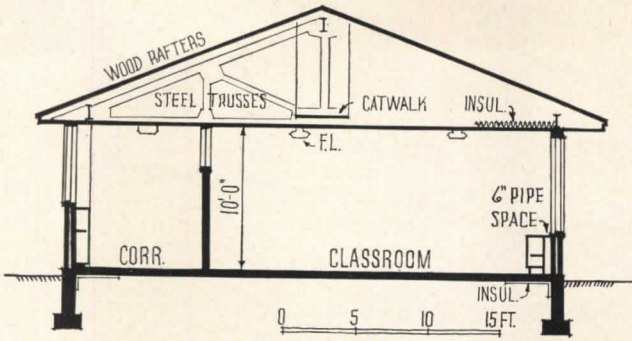 WOOD RAFTERS
STEEL TRUSSES
CATWALK
INSUL.
F.L.
10'-0"
6" PIPE
SPACE
CORR.
CLASSROOM
INSUL.
0 5 10 15 FT.